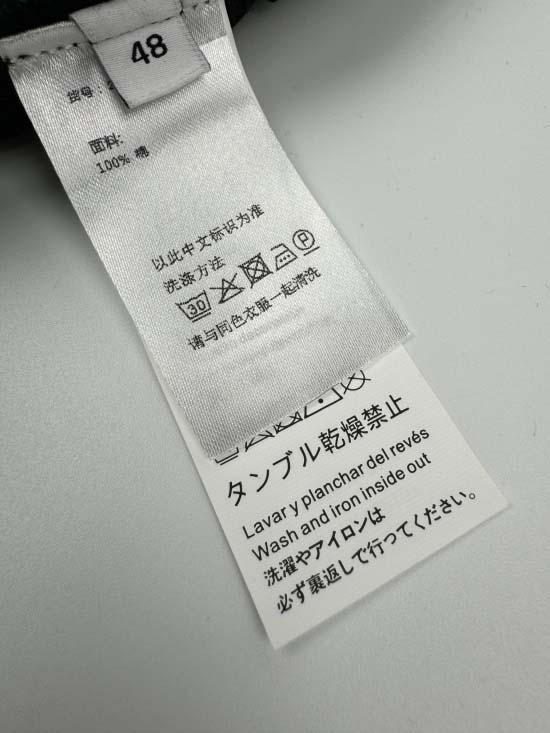 48
货号：2
面料:
100% 棉
以此中文标识为准
洗涤方法
30 P
请与同色衣服一起清洗
タンブル乾燥禁止
Lavar y planchar del revés
Wash and iron inside out
洗濯やアイロンは
必ず裏返しで行ってください。